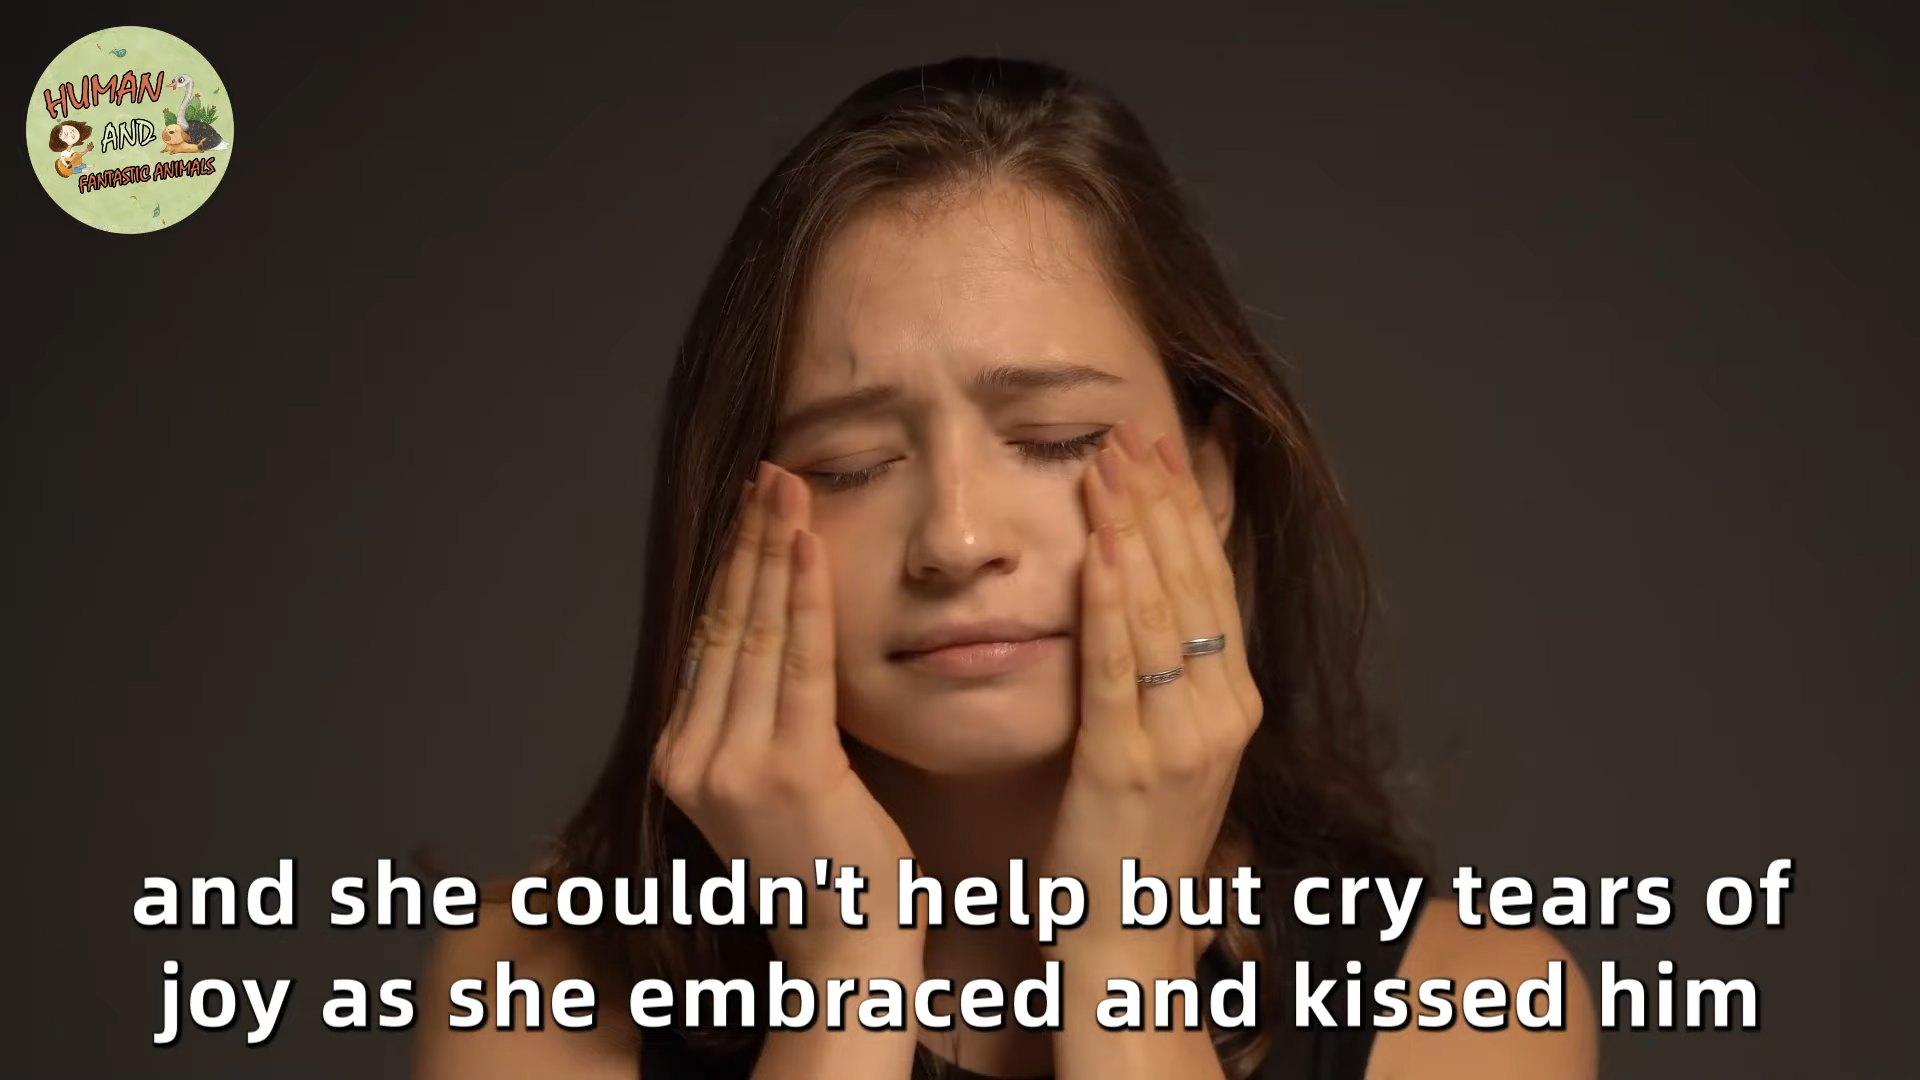 HUMAN
AND
FANTASTIC ANIMALS
and she couldn't help but cry tears of
joy as she embraced and kissed him